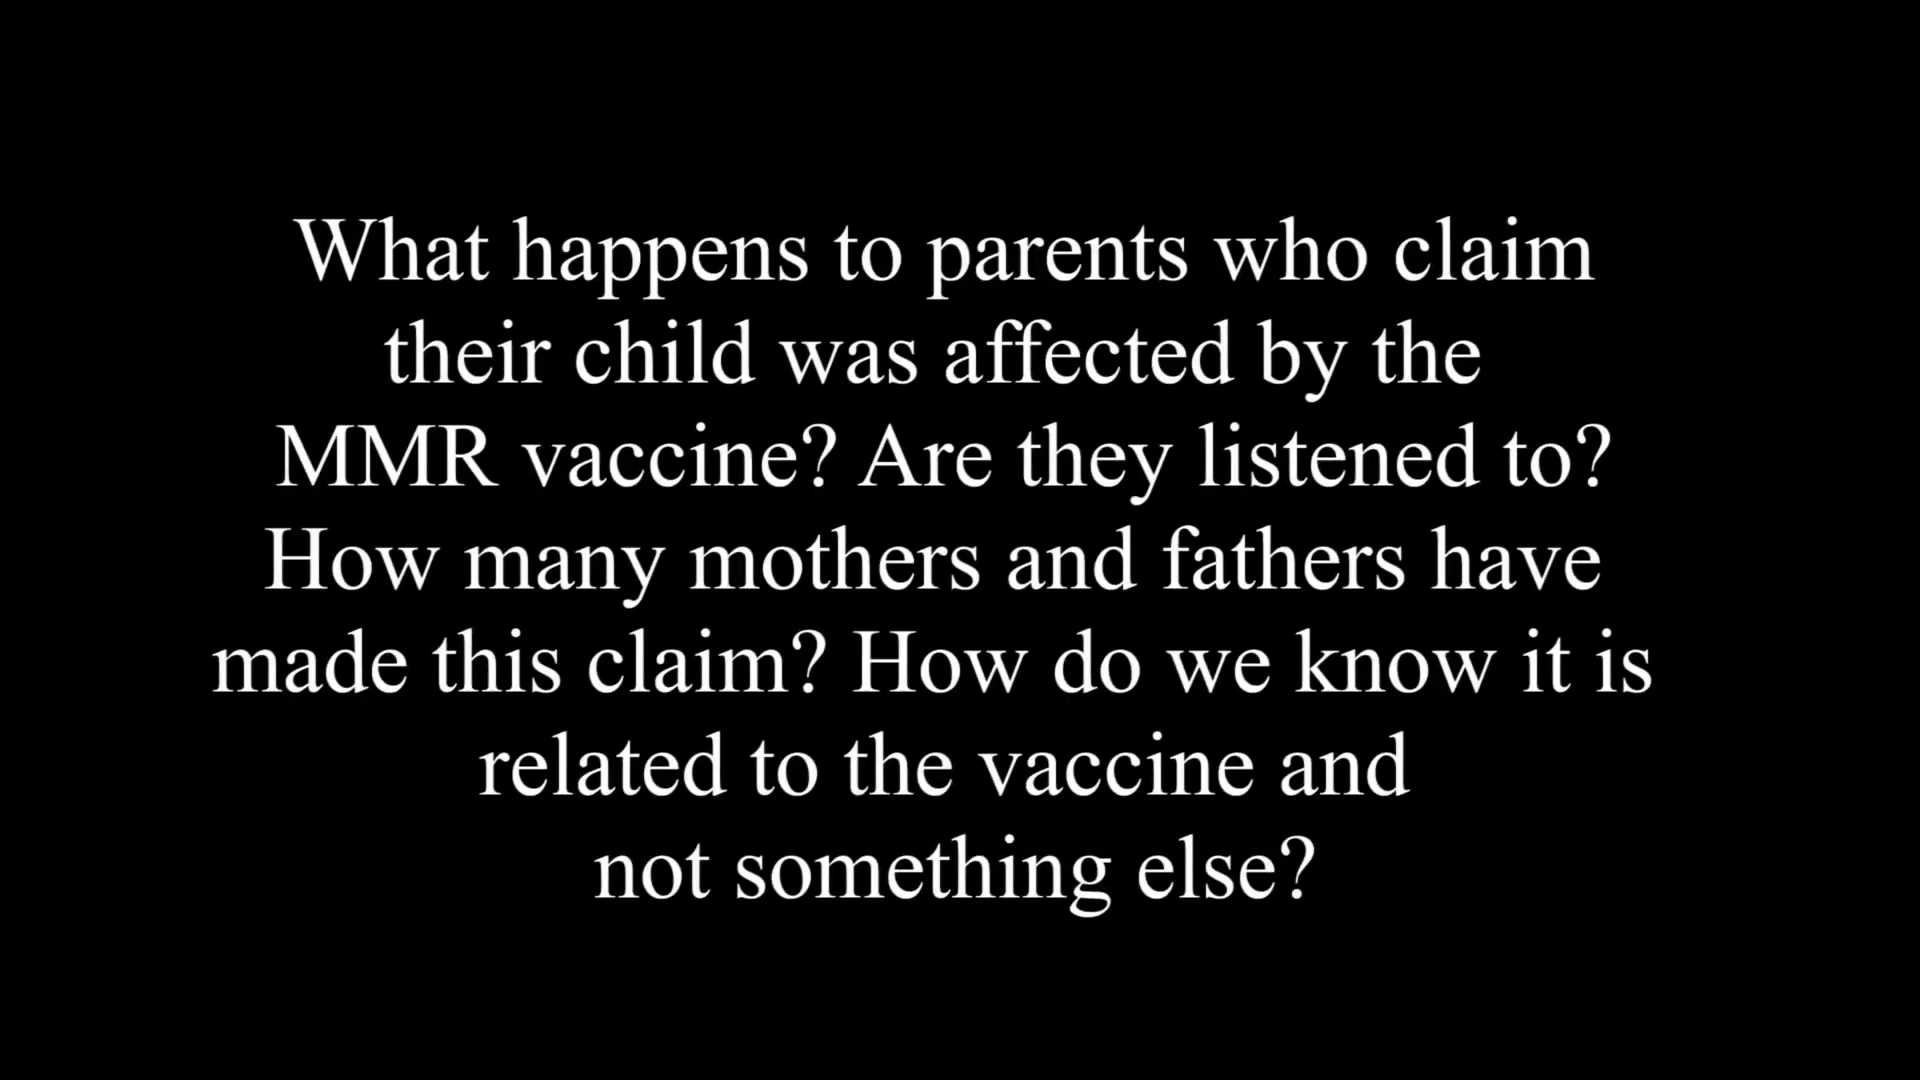 What happens to parents who claim
their child was affected by the
MMR vaccine? Are they listened to?
How many mothers and fathers have
made this claim? How do we know it is
related to the vaccine and
not something else?